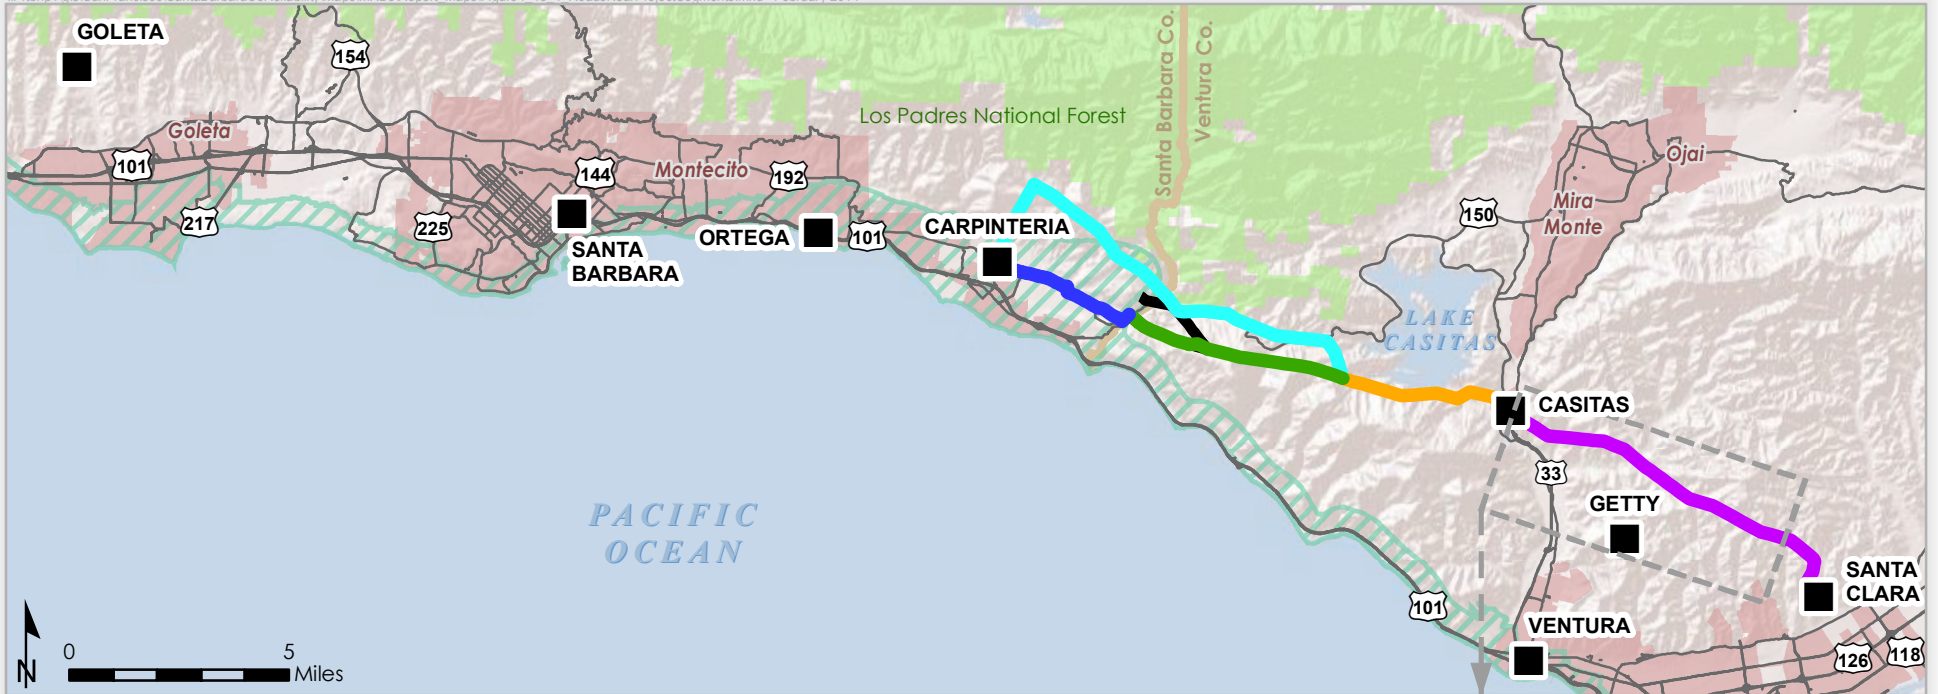 GOLETA
154
Santa Barbara Co.
Ventura Co.
Los Padres National Forest
Goleta
101
144
Montecito
192
Ojai
217
225
Mira
Monte
150
CARPINTERIA
ORTEGA
101
SANTA
BARBARA
LAKE
CASITAS
CASITAS
33
GETTY
PACIFIC
OCEAN
SANTA
CLARA
101
VENTURA
126
118
N
0
5
Miles